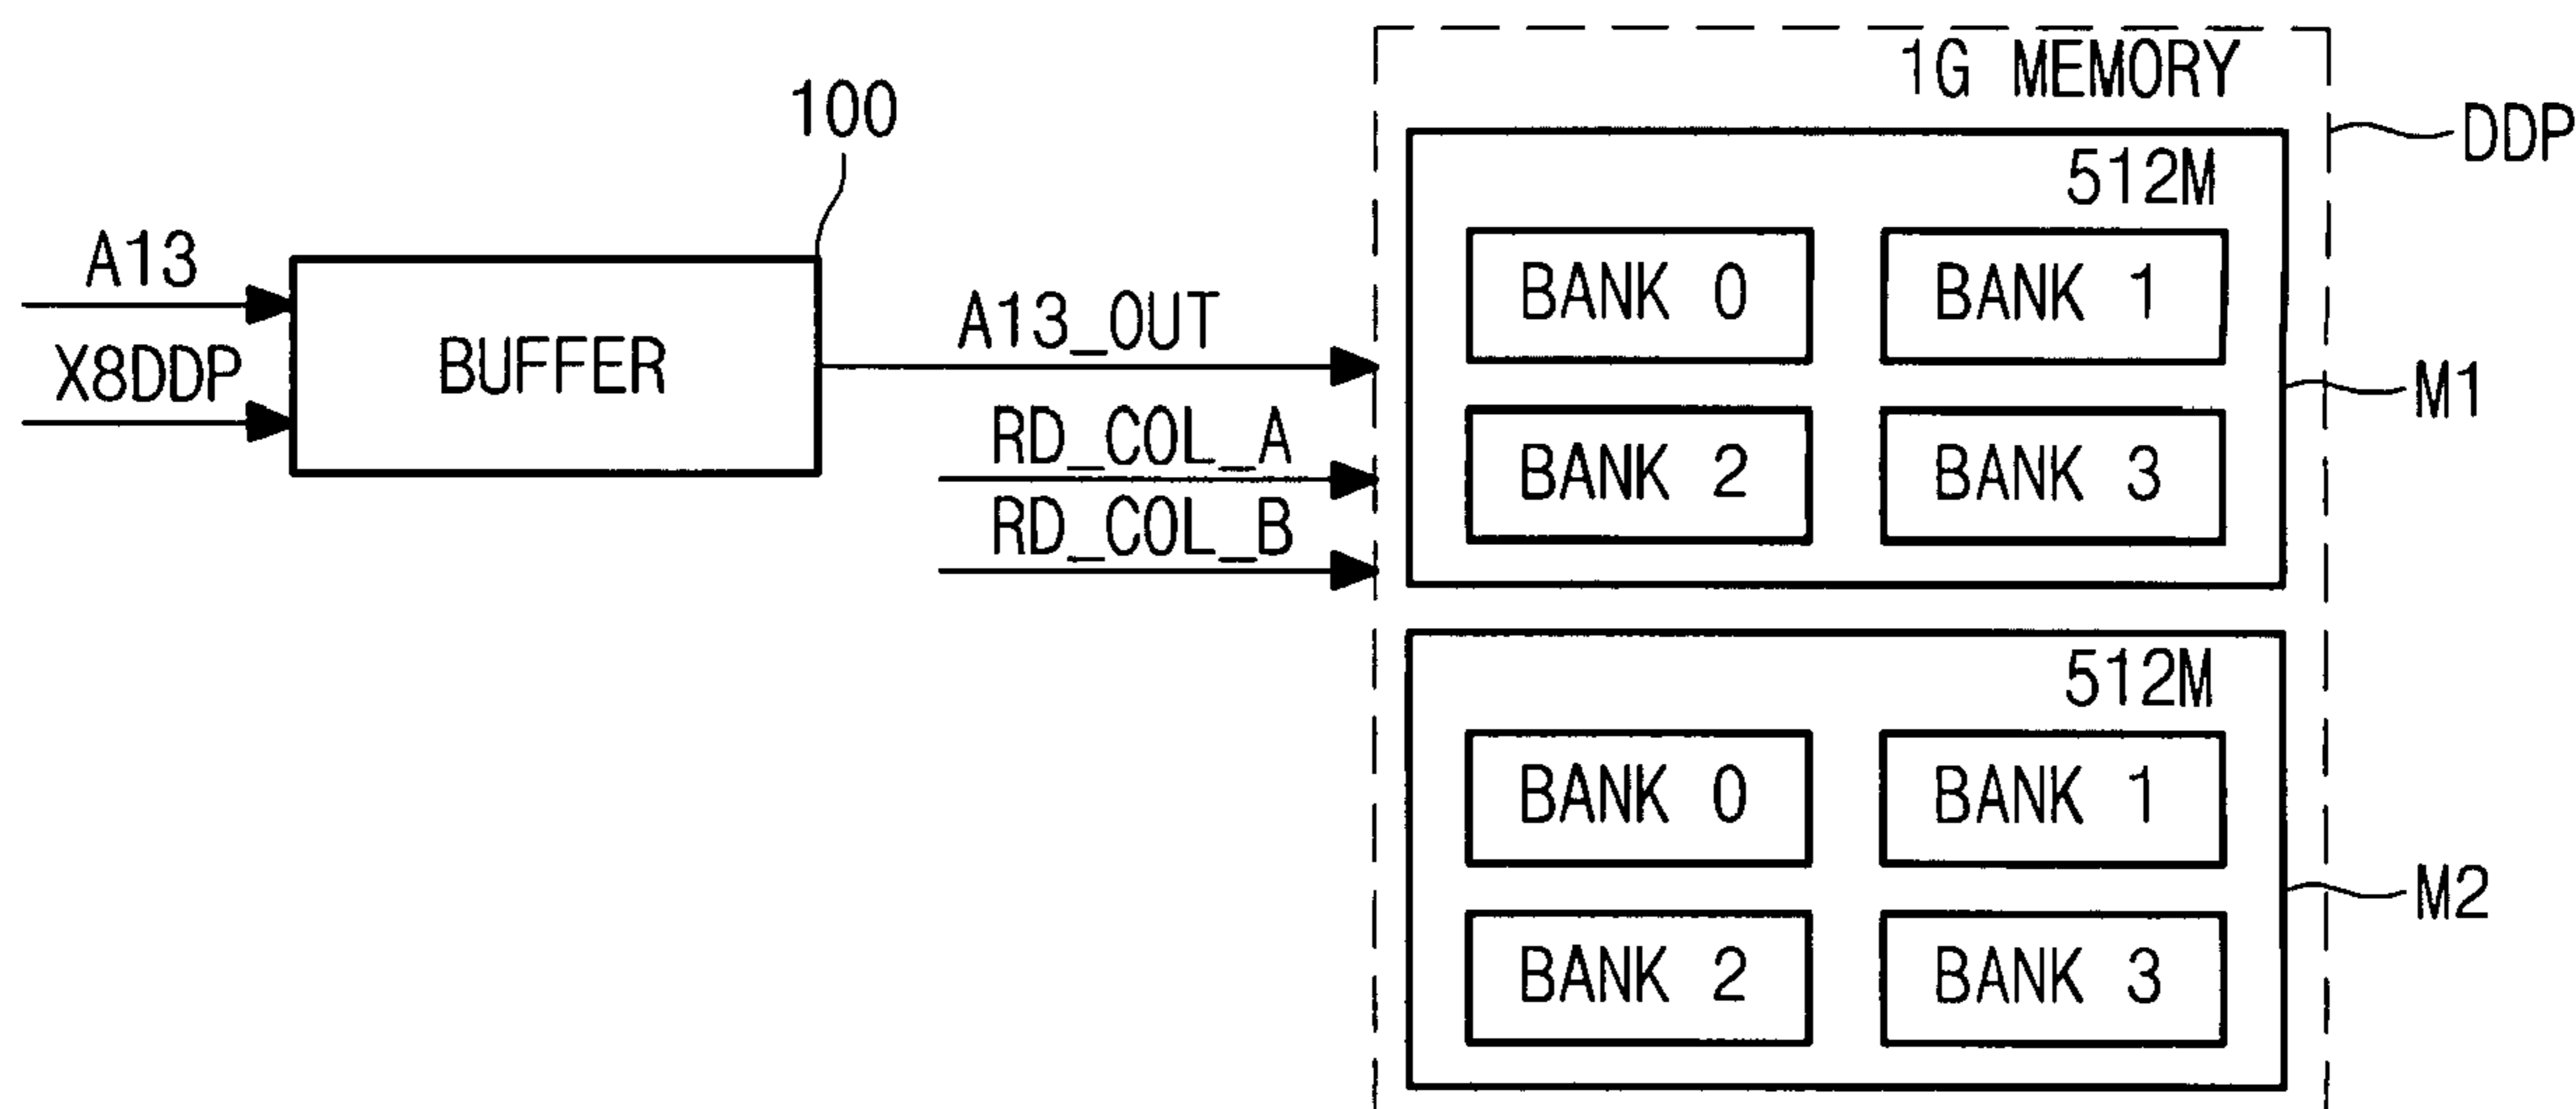 1G MEMORY
100
DDP
512M
A13
BUFFER
X8DDP
A13_OUT
BANK 0
BANK 1
RD_COL_A
M1
BANK 2
BANK 3
RD_COL_B
512M
BANK 0
BANK 1
M2
BANK 2
BANK 3